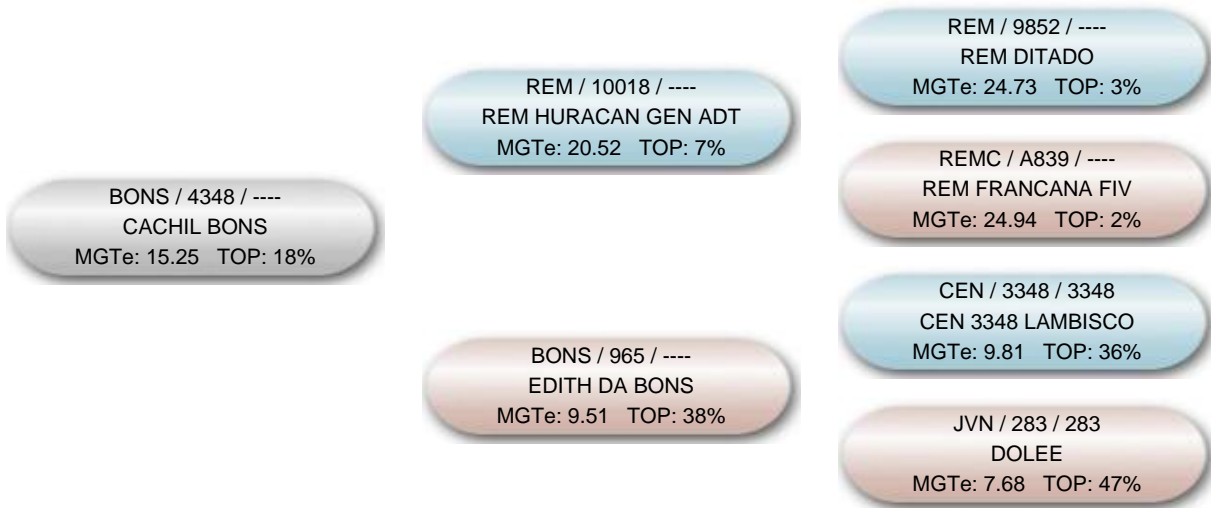 BONS / 4348 / ----
CACHIL BONS
MGTe: 15.25 TOP: 18%
REM / 10018 / ----
REM HURACAN GEN ADT
MGTe: 20.52 TOP: 7%
BONS / 965 / ----
EDITH DA BONS
MGTe: 9.51 TOP: 38%
REM / 9852 / ----
REM DITADO
MGTe: 24.73 TOP: 3%
REMC / A839 / ----
REM FRANCANA FIV
MGTe: 24.94 TOP: 2%
CEN / 3348 / 3348
CEN 3348 LAMBISCO
MGTe: 9.81 TOP: 36%
JVN / 283 / 283
DOLEE
MGTe: 7.68 TOP: 47%